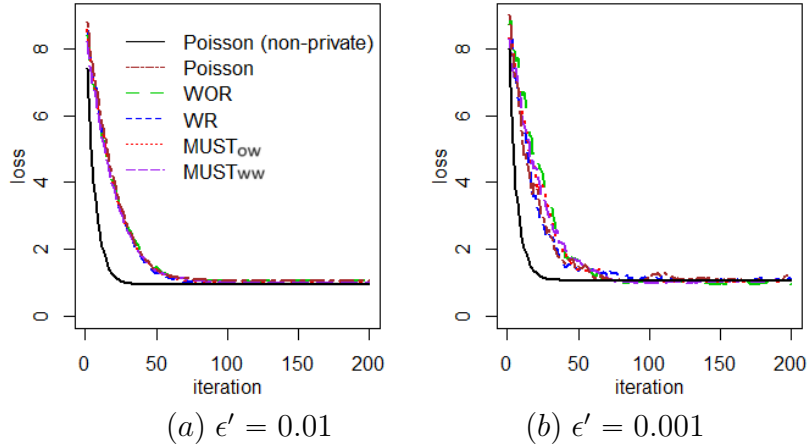 8
6
4
2
0
loss
Poisson (non-private)
Poisson
WOR
WR
MUSTow
MUSTww
0 50 100 150 200
iteration
(a) ϵ′ = 0.01
8
6
4
2
0
loss
0 50 100 150 200
iteration
(b) ϵ′ = 0.001